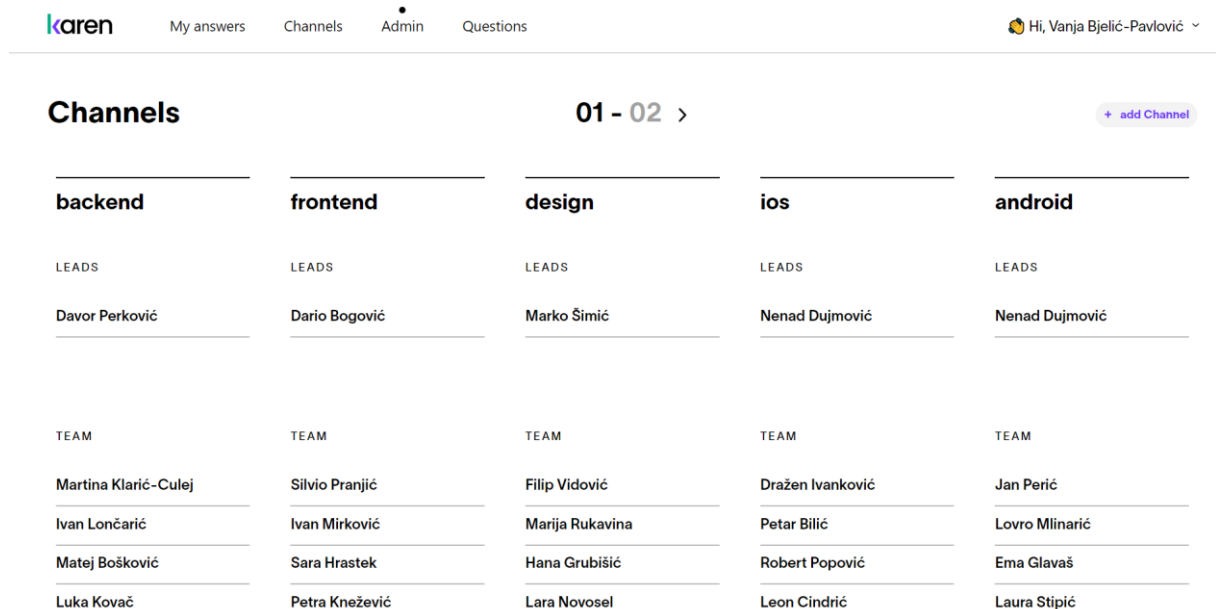 karen My answers Channels Admin Questions Hi, Vanja Bjelić-Pavlović
Channels 01 - 02 + add Channel
backend frontend design ios android
LEADS LEADS LEADS LEADS LEADS
Davor Perković Dario Bogović Marko Šimić Nenad Dujmović Nenad Dujmović
TEAM TEAM TEAM TEAM TEAM
Martina Klarić-Culej Silvio Pranjić Filip Vidović Dražen Ivanković Jan Perić
Ivan Lončarić Ivan Mirković Marija Rukavina Petar Bilić Lovro Mlinarić
Matej Bošković Sara Hrastek Hana Grubišić Robert Popović Ema Glavaš
Luka Kovač Petra Knežević Lara Novosel Leon Cindrić Laura Stipić